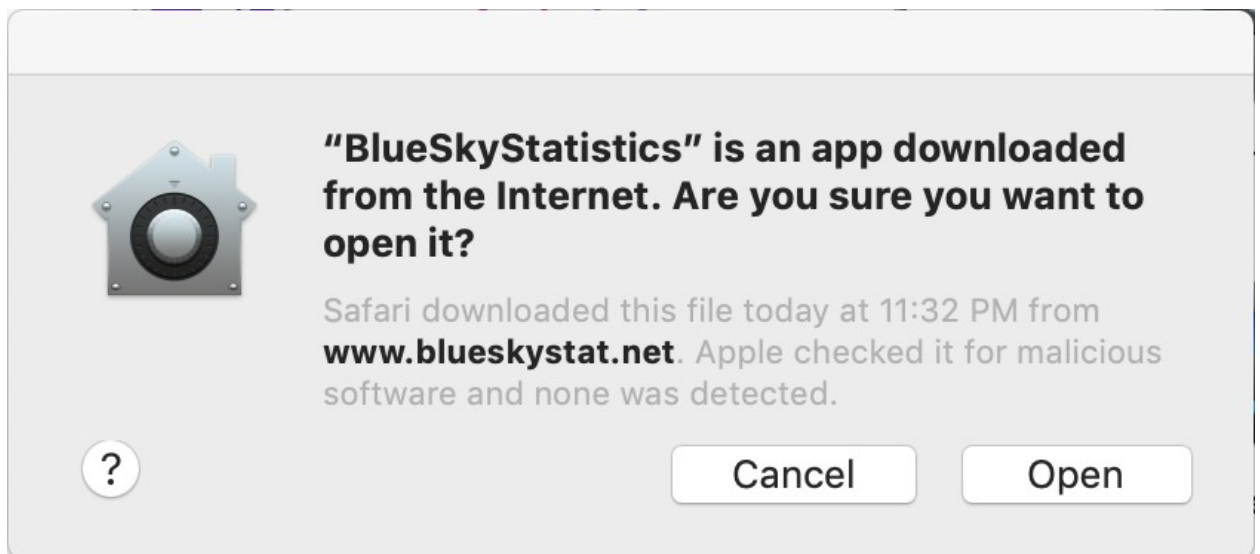 “BlueSkyStatistics” is an app downloaded
from the Internet. Are you sure you want to
open it?
Safari downloaded this file today at 11:32 PM from
www.blueskystat.net. Apple checked it for malicious
software and none was detected.
?
Cancel
Open